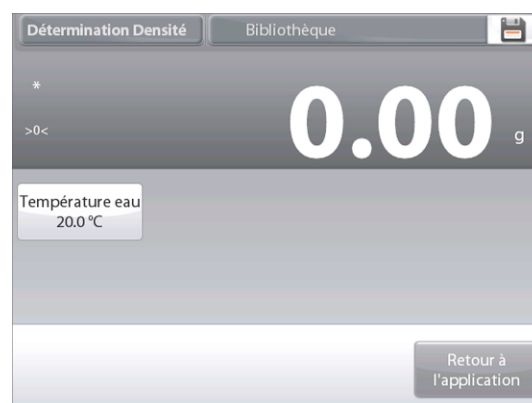 Détermination Densité
Bibliothèque
*
>0<
0.00 g
Température eau
20.0 °C
Retour à
l'application